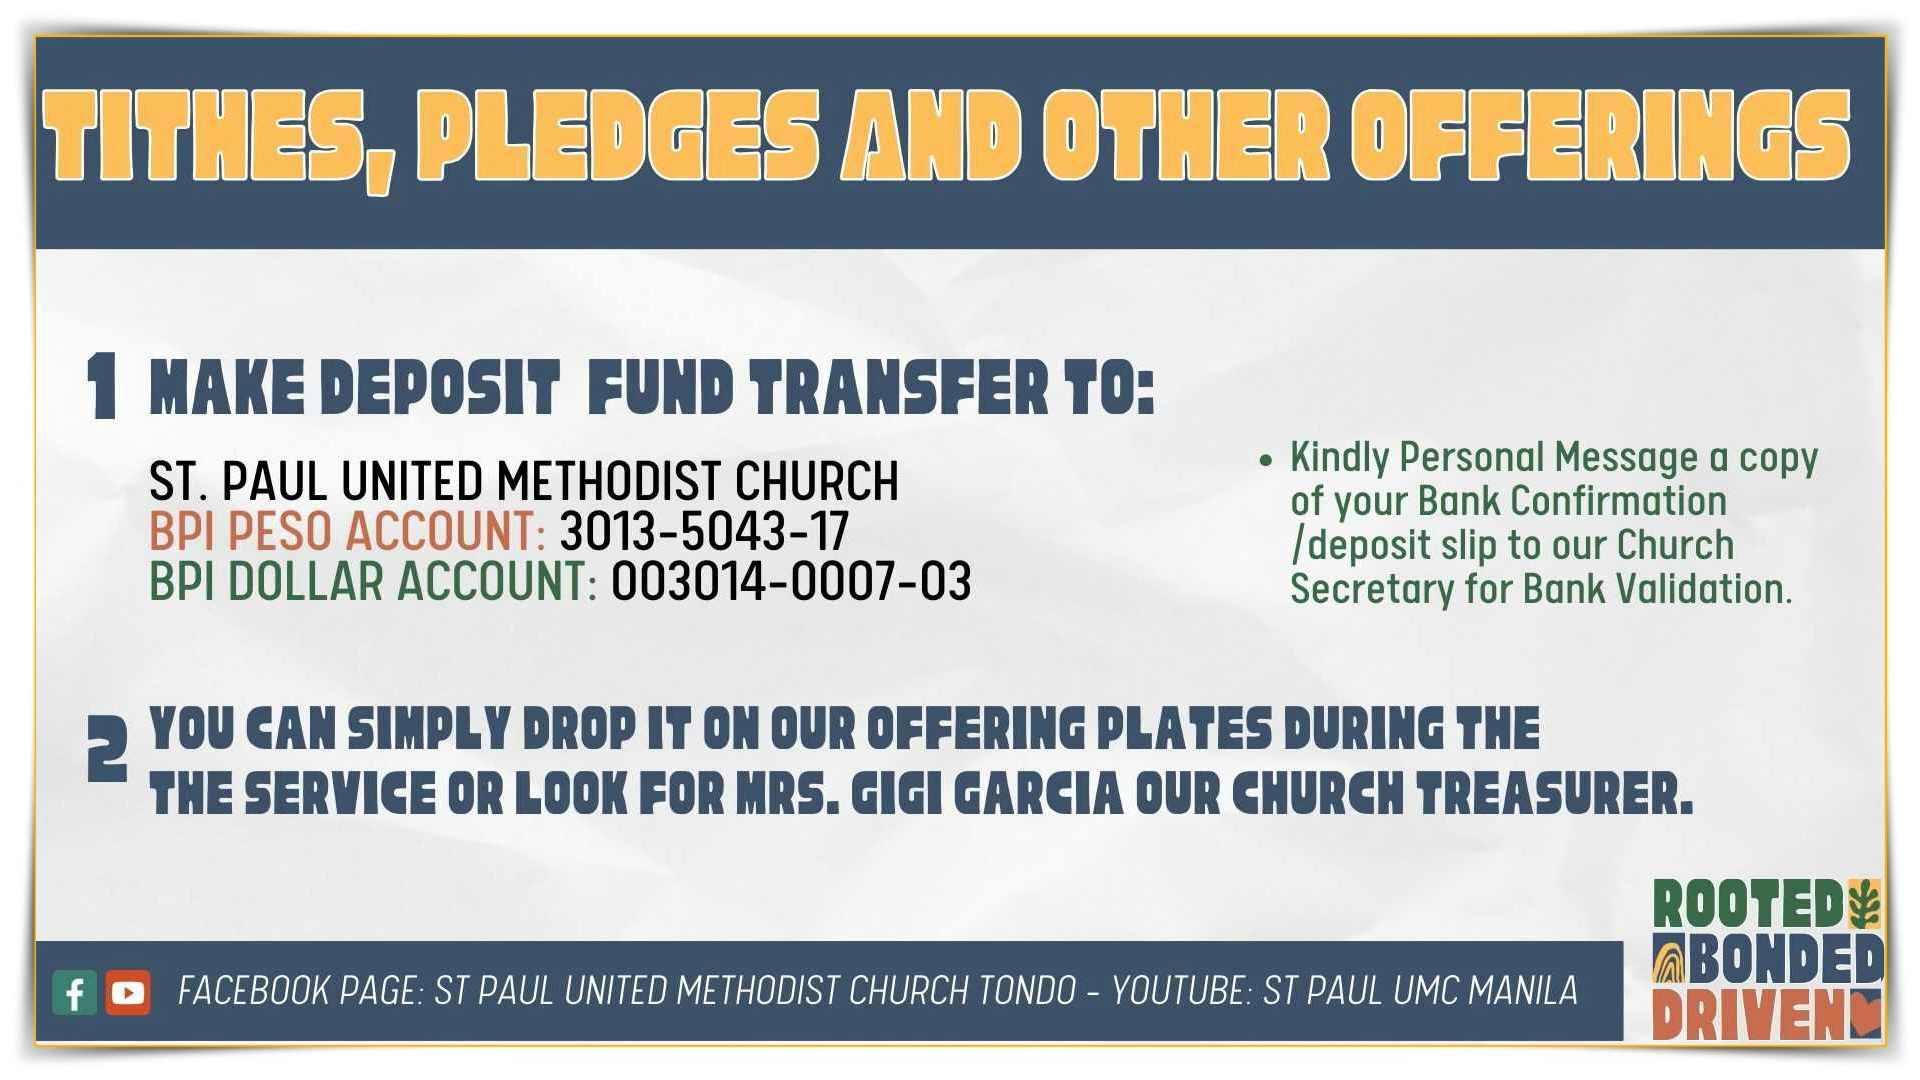 TITHES, PLEDGES AND OTHER OFFERINGS
1 MAKE DEPOSIT FUND TRANSFER TO:
ST. PAUL UNITED METHODIST CHURCH
BPI PESO ACCOUNT: 3013-5043-17
BPI DOLLAR ACCOUNT: 003014-0007-03
• Kindly Personal Message a copy
of your Bank Confirmation
/deposit slip to our Church
Secretary for Bank Validation.
2 YOU CAN SIMPLY DROP IT ON OUR OFFERING PLATES DURING THE
THE SERVICE OR LOOK FOR MRS. GIGI GARCIA OUR CHURCH TREASURER.
FACEBOOK PAGE: ST PAUL UNITED METHODIST CHURCH TONDO - YOUTUBE: ST PAUL UMC MANILA
ROOTED
BONDED
DRIVEN